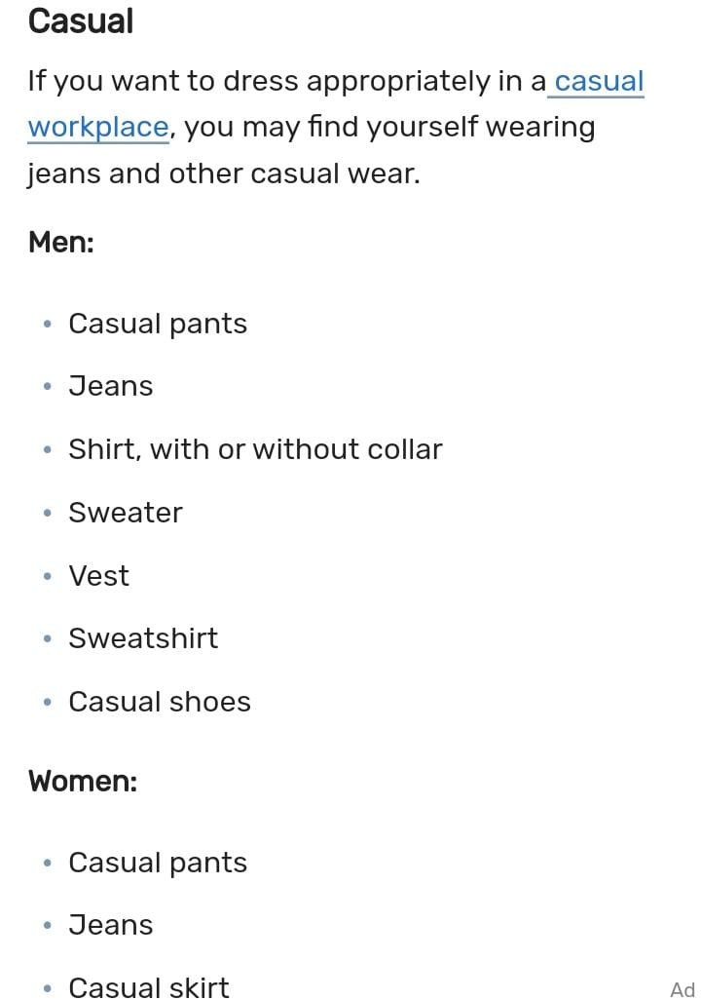 Casual
If you want to dress appropriately in a casual
workplace, you may find yourself wearing
jeans and other casual wear.
Men:
• Casual pants
• Jeans
• Shirt, with or without collar
• Sweater
• Vest
• Sweatshirt
• Casual shoes
Women:
• Casual pants
• Jeans
• Casual skirt
Ad